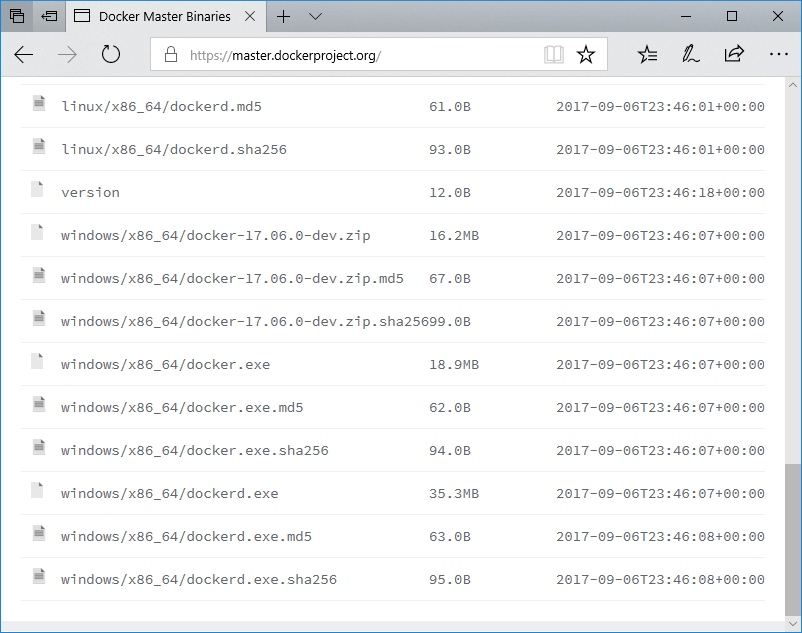 Docker Master Binaries
https://master.dockerproject.org/
linux/x86_64/dockerd.md5 61.0B 2017-09-06T23:46:01+00:00
linux/x86_64/dockerd.sha256 93.0B 2017-09-06T23:46:01+00:00
version 12.0B 2017-09-06T23:46:18+00:00
windows/x86_64/docker-17.06.0-dev.zip 16.2MB 2017-09-06T23:46:07+00:00
windows/x86_64/docker-17.06.0-dev.zip.md5 67.0B 2017-09-06T23:46:07+00:00
windows/x86_64/docker-17.06.0-dev.zip.sha25699.0B 2017-09-06T23:46:07+00:00
windows/x86_64/docker.exe 18.9MB 2017-09-06T23:46:07+00:00
windows/x86_64/docker.exe.md5 62.0B 2017-09-06T23:46:07+00:00
windows/x86_64/docker.exe.sha256 94.0B 2017-09-06T23:46:07+00:00
windows/x86_64/dockerd.exe 35.3MB 2017-09-06T23:46:07+00:00
windows/x86_64/dockerd.exe.md5 63.0B 2017-09-06T23:46:08+00:00
windows/x86_64/dockerd.exe.sha256 95.0B 2017-09-06T23:46:08+00:00